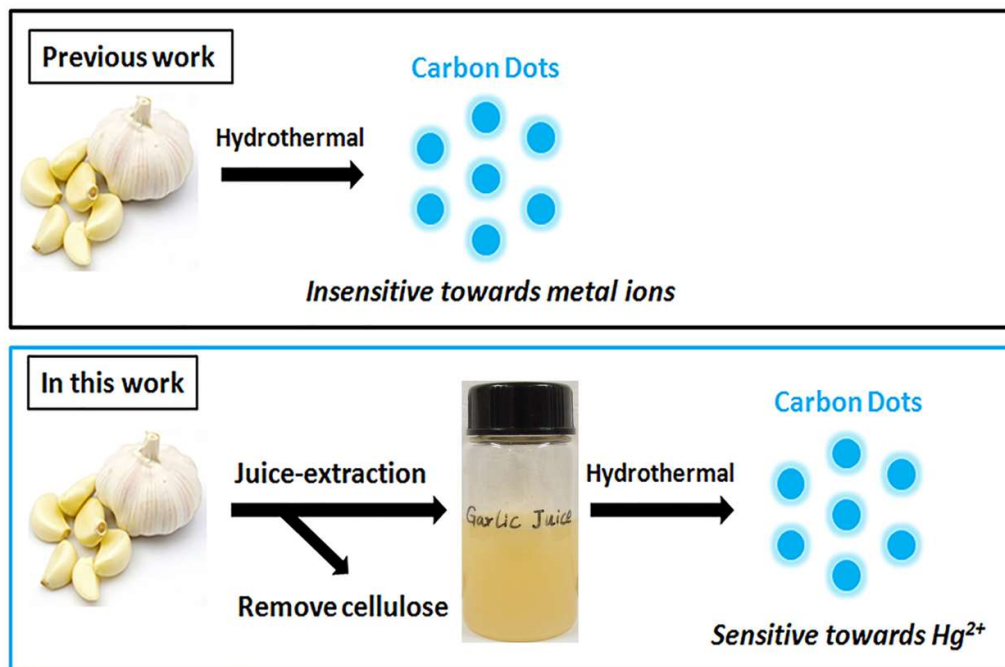 Previous work
Carbon Dots
Hydrothermal
Insensitive towards metal ions
In this work
Carbon Dots
Juice-extraction
Hydrothermal
Garlic Juice
Remove cellulose
Sensitive towards Hg²⁺